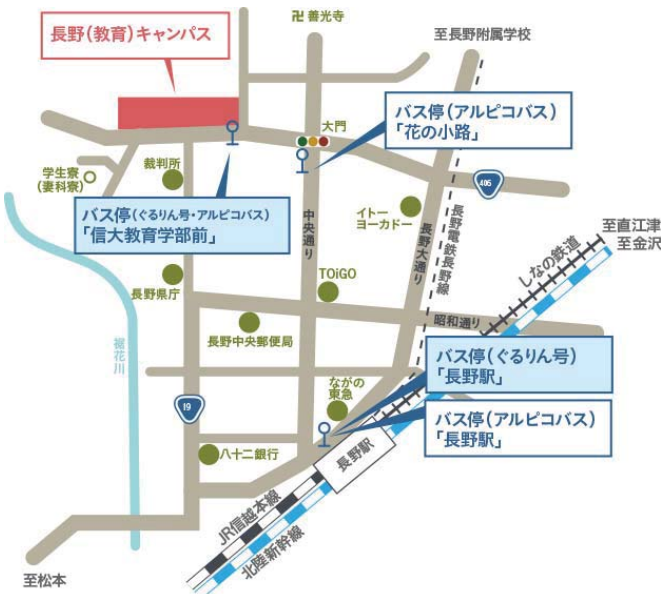 卍 善光寺
長野(教育)キャンパス
至長野附属学校
バス停(アルピコバス)
「花の小路」
大門
学生寮
(妻科寮)
裁判所
405
バス停(ぐるりん号・アルピコバス)
「信大教育学部前」
中央通り
イトー
ヨーカドー
長野大通り
長野電鉄長野線
至直江津
至金沢
しなの鉄道
長野県庁
TOiGO
昭和通り
長野中央郵便局
裾花川
バス停(ぐるりん号)
「長野駅」
ながの
東急
19
バス停(アルピコバス)
「長野駅」
八十二銀行
長野駅
JR信越本線
北陸新幹線
至松本